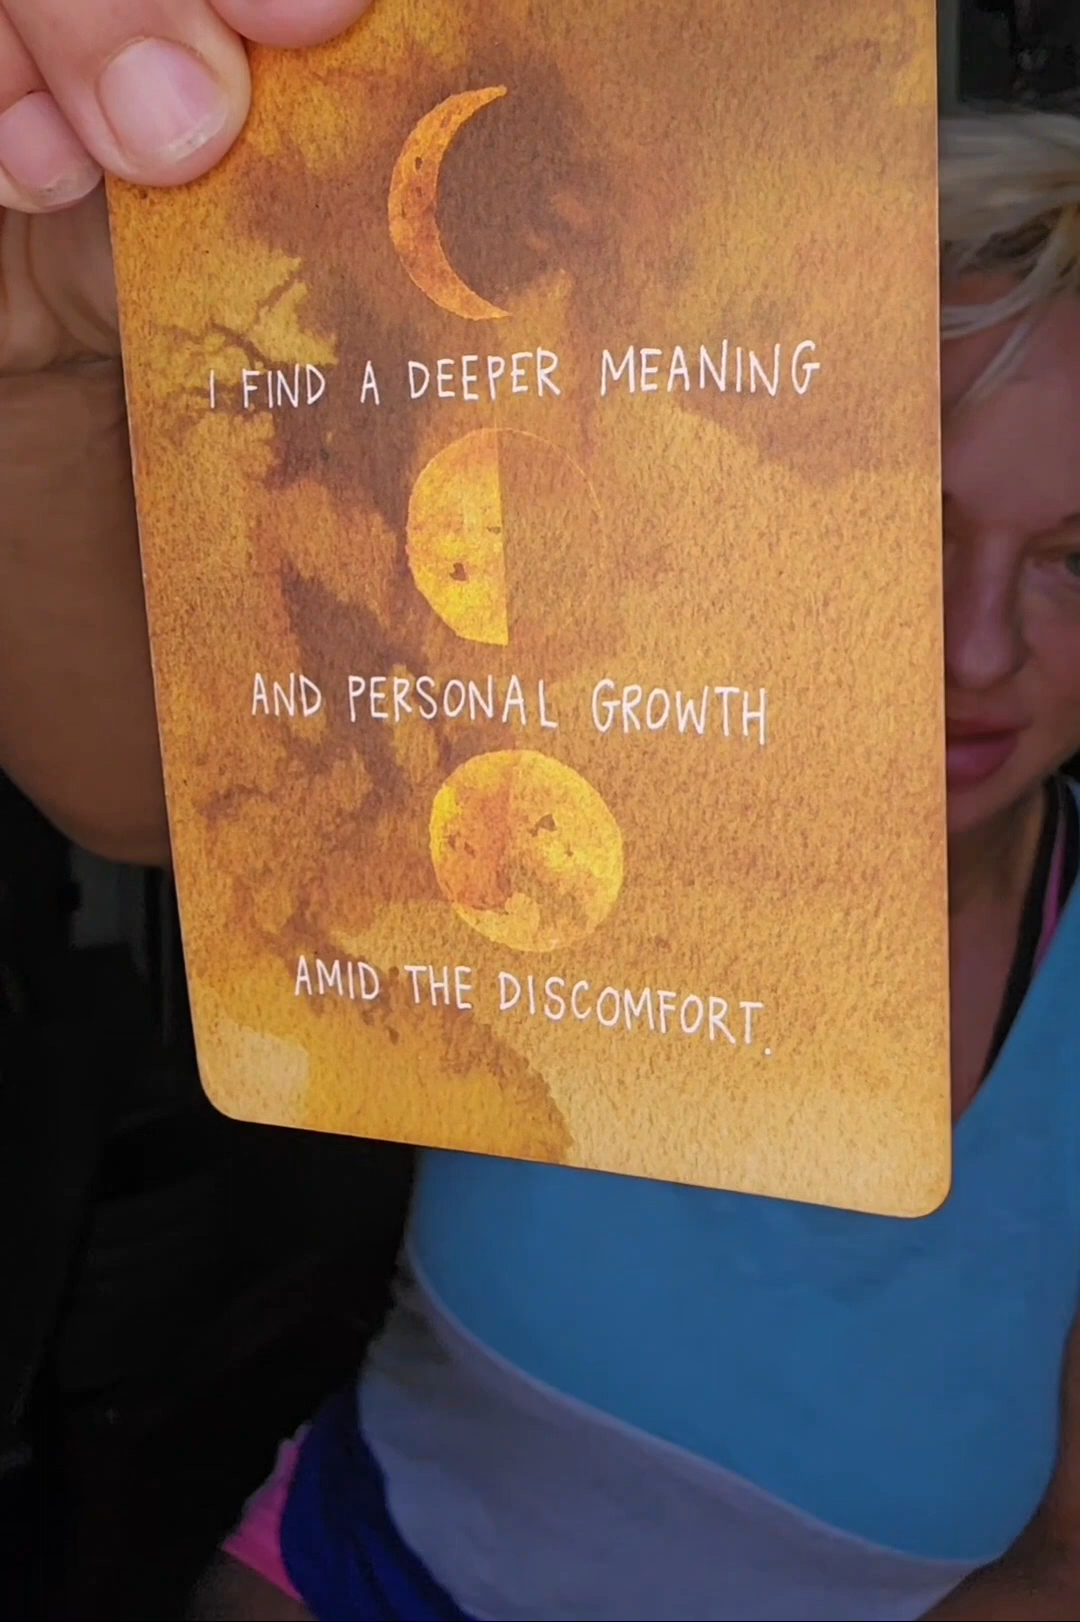 I FIND A DEEPER MEANING
AND PERSONAL GROWTH
AMID THE DISCOMFORT.